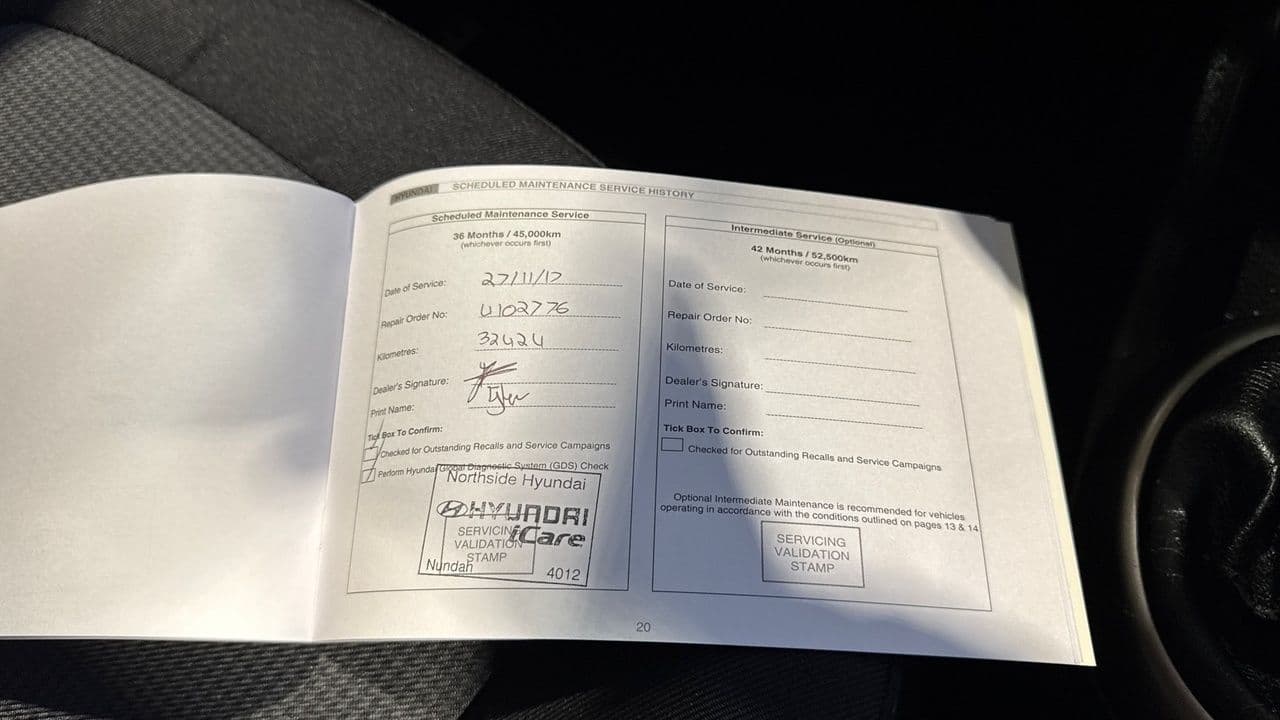 HYUNDAI SCHEDULED MAINTENANCE SERVICE HISTORY
Scheduled Maintenance Service
36 Months / 45,000km
(whichever occurs first)
Date of Service: 27/11/17
Repair Order No: U102776
Kilometres: 32424
Dealer's Signature:
Print Name:
Tick Box To Confirm:
Checked for Outstanding Recalls and Service Campaigns
Perform Hyundai Global Diagnostic System (GDS) Check
Northside Hyundai
HYUNDAI
iCare
SERVICING
VALIDATION
STAMP
Nundah 4012
Intermediate Service (Optional)
42 Months / 52,500km
(whichever occurs first)
Date of Service:
Repair Order No:
Kilometres:
Dealer's Signature:
Print Name:
Tick Box To Confirm:
Checked for Outstanding Recalls and Service Campaigns
Optional Intermediate Maintenance is recommended for vehicles
operating in accordance with the conditions outlined on pages 13 & 14
SERVICING
VALIDATION
STAMP
20